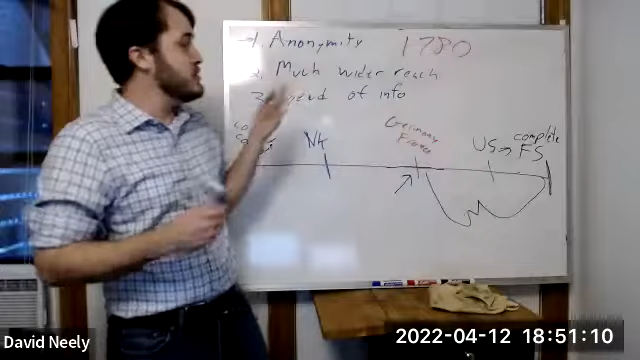 1. Anonymity 1780
2. Much wider reach
3. of info
NK
Germany
France
US →
complete
FS
David Neely
2022-04-12 18:51:10